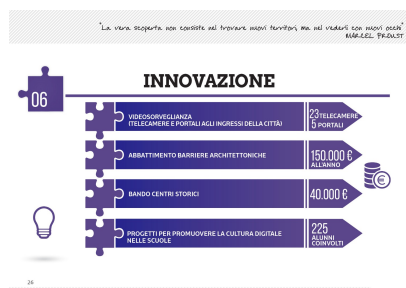 "La vera scoperta non consiste nel trovare nuovi territori, ma nel vederli con nuovi occhi"
MARCEL PROUST
06
INNOVAZIONE
VIDEOSORVEGLIANZA
(TELECAMERE E PORTALI AGLI INGRESSI DELLA CITTÀ)
23 TELECAMERE
5 PORTALI
ABBATTIMENTO BARRIERE ARCHITETTONICHE
150.000 €
ALL'ANNO
€
BANDO CENTRI STORICI
40.000 €
PROGETTI PER PROMUOVERE LA CULTURA DIGITALE
NELLE SCUOLE
225
ALUNNI
COINVOLTI
26